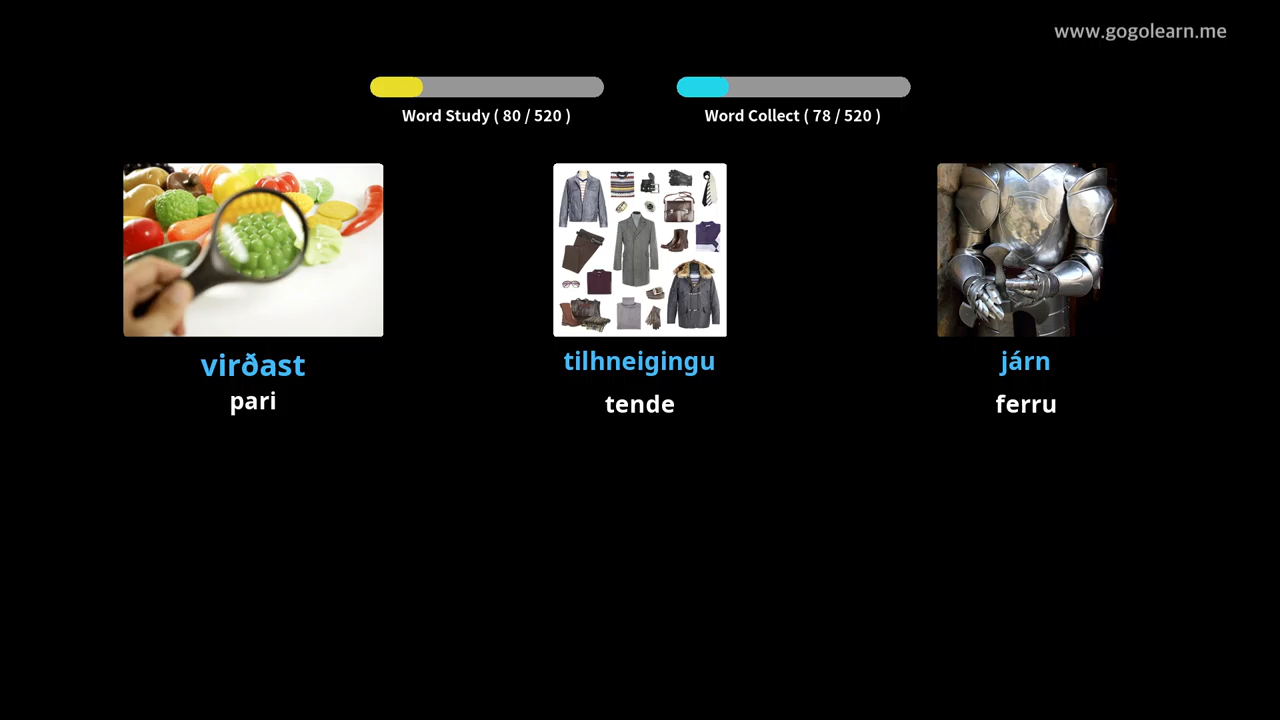 www.gogolearn.me
Word Study ( 80 / 520 )
Word Collect ( 78 / 520 )
virðast
pari
tilhneigingu
tende
járn
ferru